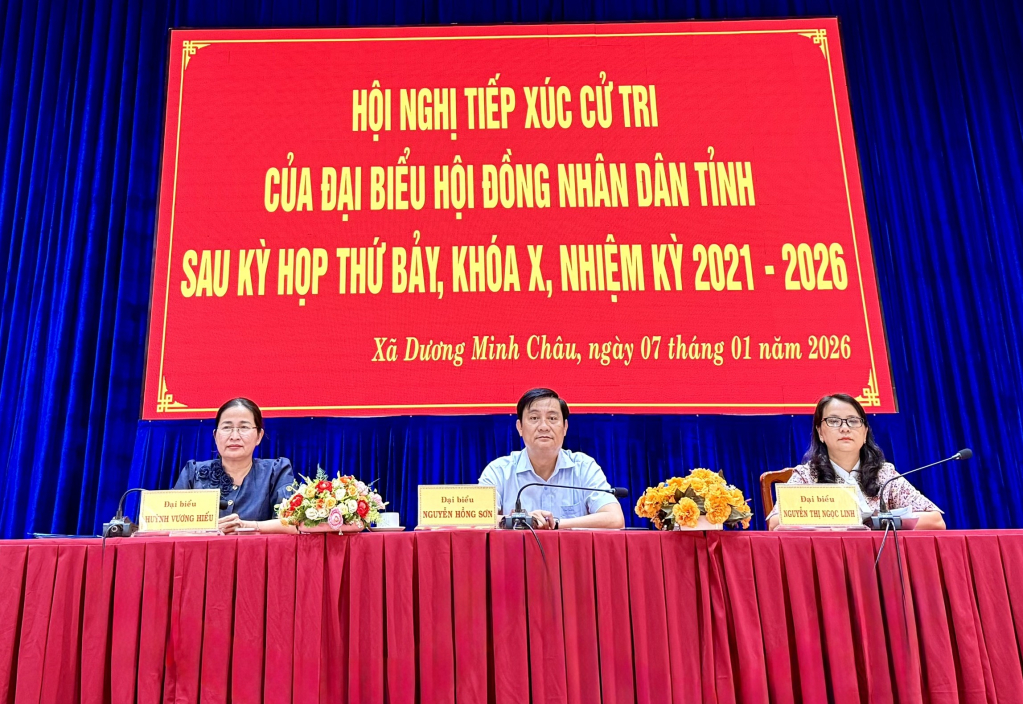 HỘI NGHỊ TIẾP XÚC CỬ TRI
CỦA ĐẠI BIỂU HỘI ĐỒNG NHÂN DÂN TỈNH
SAU KỲ HỌP THỨ BẢY, KHÓA X, NHIỆM KỲ 2021 - 2026
Xã Dương Minh Châu, ngày 07 tháng 01 năm 2026
Đại biểu
HUỲNH VƯƠNG HIẾU
Đại biểu
NGUYỄN HỒNG SƠN
Đại biểu
NGUYỄN THỊ NGỌC LINH